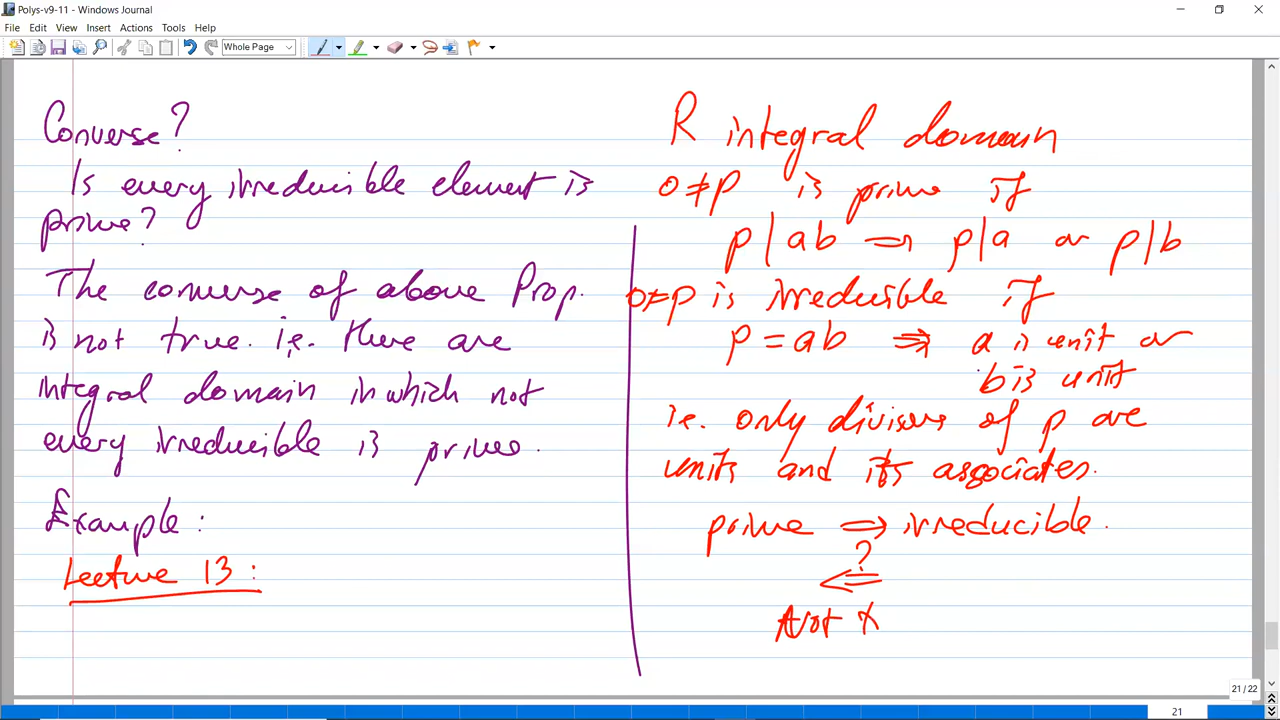 Polys-v9-11 - Windows Journal
File Edit View Insert Actions Tools Help
Whole Page
Converse?
Is every irreducible element is
prime?
The converse of above Prop.
is not true. i.e. there are
integral domain in which not
every irreducible is prime.
Example:
Lecture 13:
R integral domain
0 ≠ p is prime if
p | ab ⟹ p|a or p|b
0≠p is irreducible if
p = ab ⟹ a is unit or
b is unit
i.e. only divisors of p are
units and its associates.
prime ⟹ irreducible.
?
⟸
Not
21 / 22
21